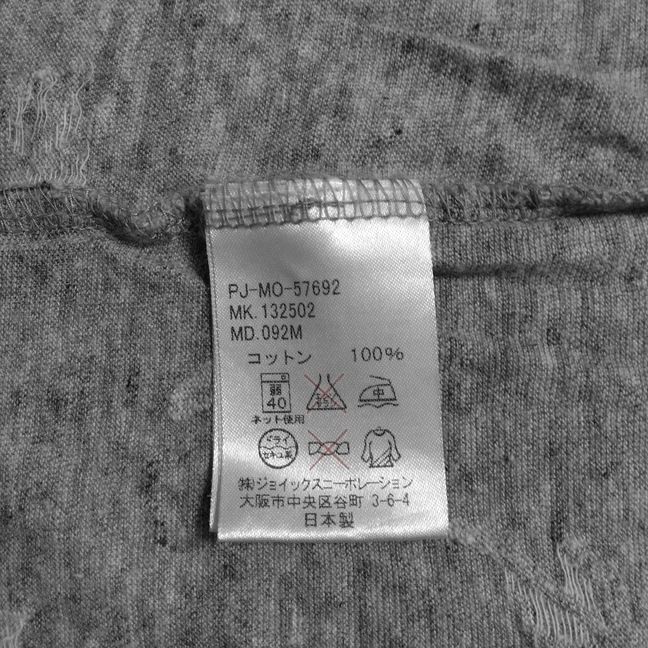 PJ-MO-57692
MK.132502
MD.092M
コットン 100%
弱 中
40
ネット使用
ドライ
セキユ系
㈱ジョイックスコーポレーション
大阪市中央区谷町 3-6-4
日本製